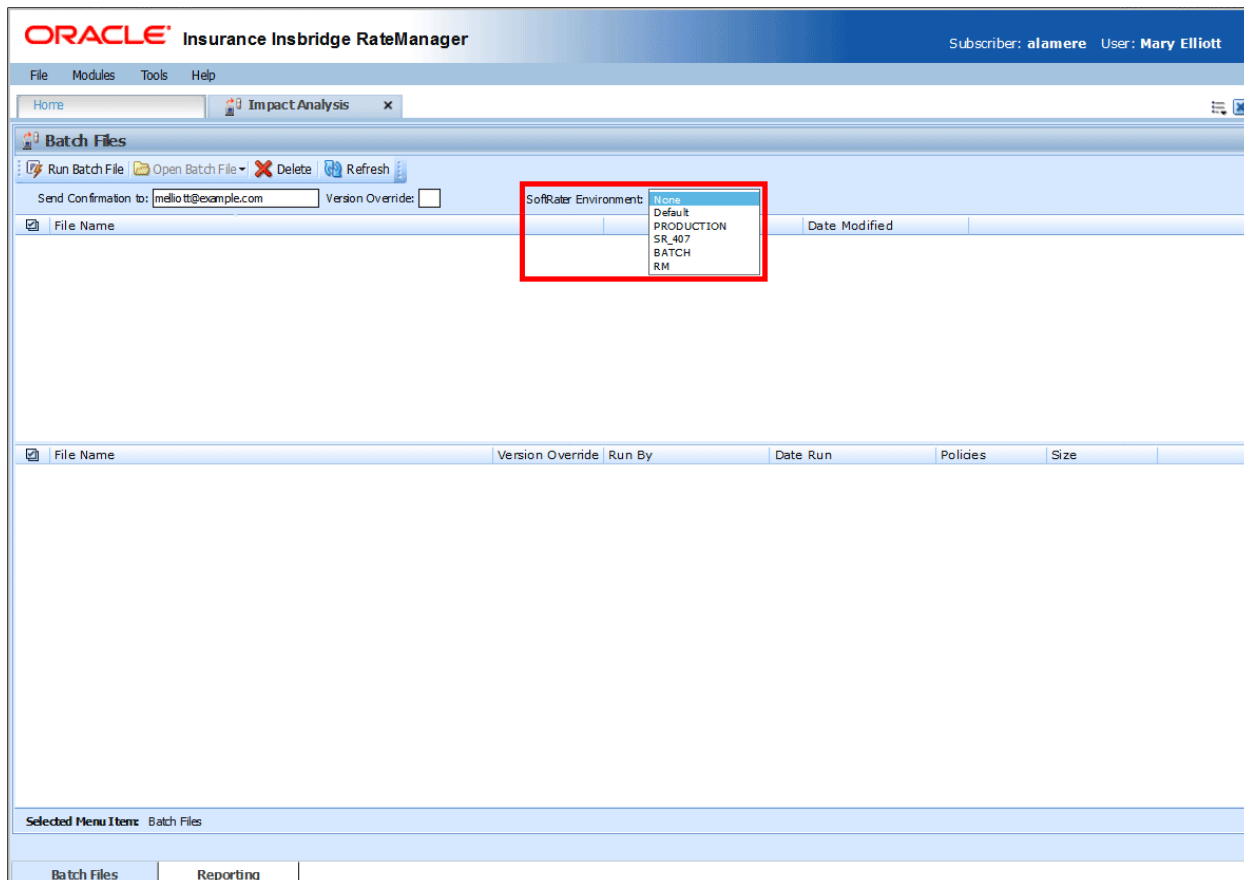 ORACLE Insurance Insbridge RateManager
Subscriber: alamere User: Mary Elliott
File Modules Tools Help
Home Impact Analysis
Batch Files
Run Batch File Open Batch File Delete Refresh
Send Confirmation to: melliott@example.com Version Override: SoftRater Environment: None
Default
PRODUCTION
SR_407
BATCH
RM
File Name Date Modified
File Name Version Override Run By Date Run Policies Size
Selected Menu Item: Batch Files
Batch Files Reporting